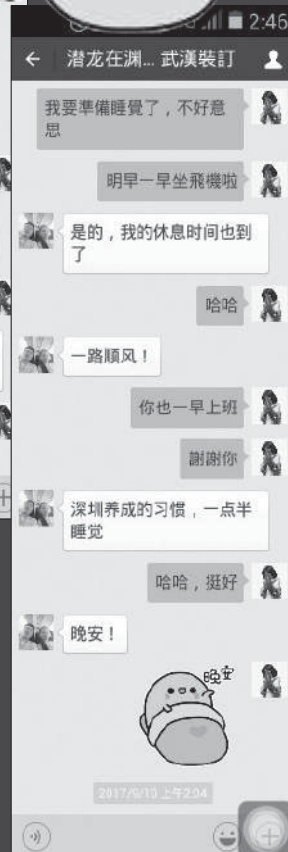 2:46
潜龙在渊... 武漢裝訂
我要準備睡覺了，不好意
思
明早一早坐飛機啦
是的，我的休息时间也到
了
哈哈
一路顺风！
你也一早上班
謝謝你
深圳养成的习惯，一点半
睡觉
哈哈，挺好
晚安！
晚安
2017/9/13 上午2:04